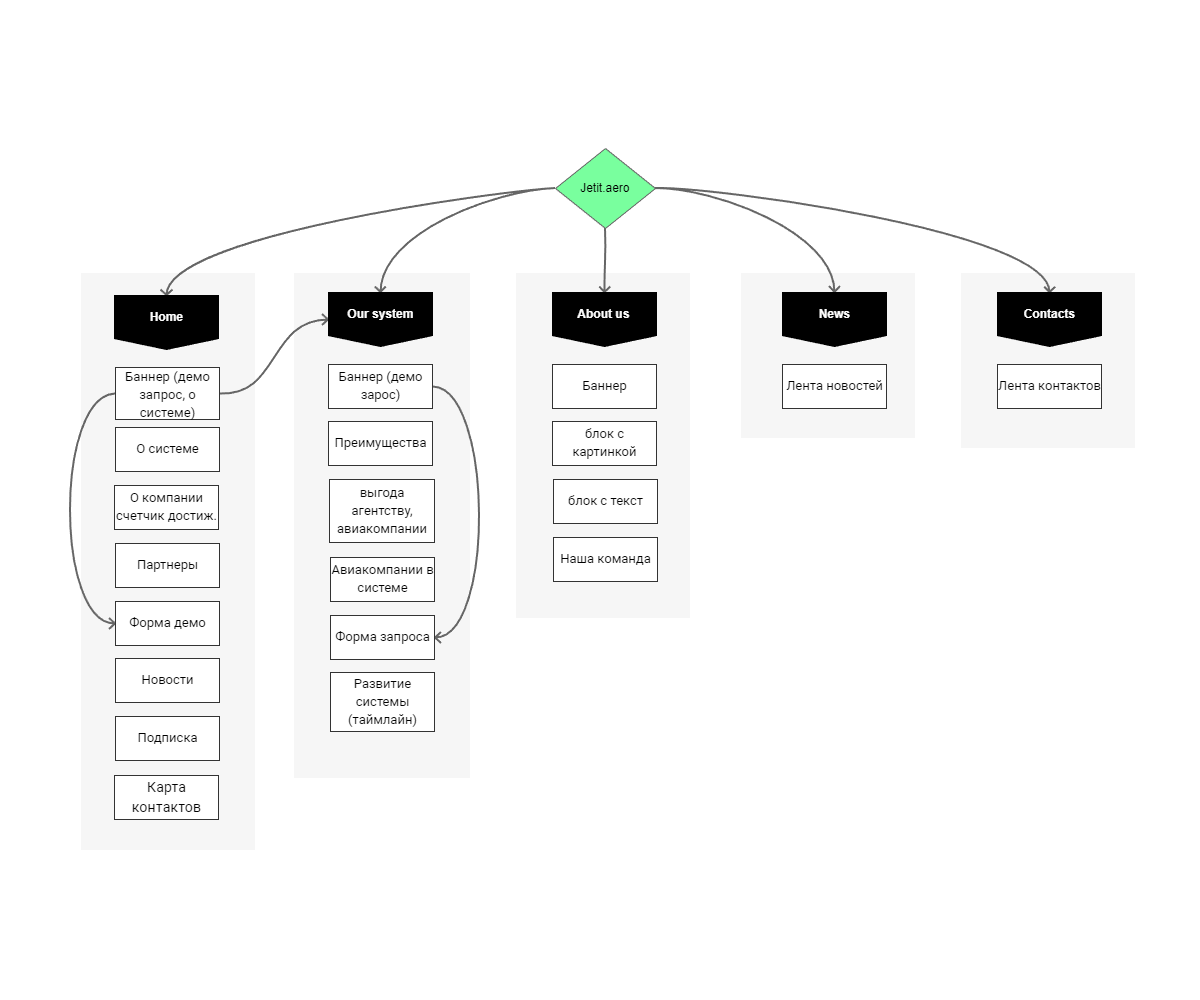 Jetit.aero
Home
Баннер (демо
запрос, о
системе)
О системе
О компании
счетчик достиж.
Партнеры
Форма демо
Новости
Подписка
Карта
контактов
Our system
Баннер (демо
зарос)
Преимущества
выгода
агентству,
авиакомпании
Авиакомпании в
системе
Форма запроса
Развитие
системы
(таймлайн)
About us
Баннер
блок с
картинкой
блок с текст
Наша команда
News
Лента новостей
Contacts
Лента контактов